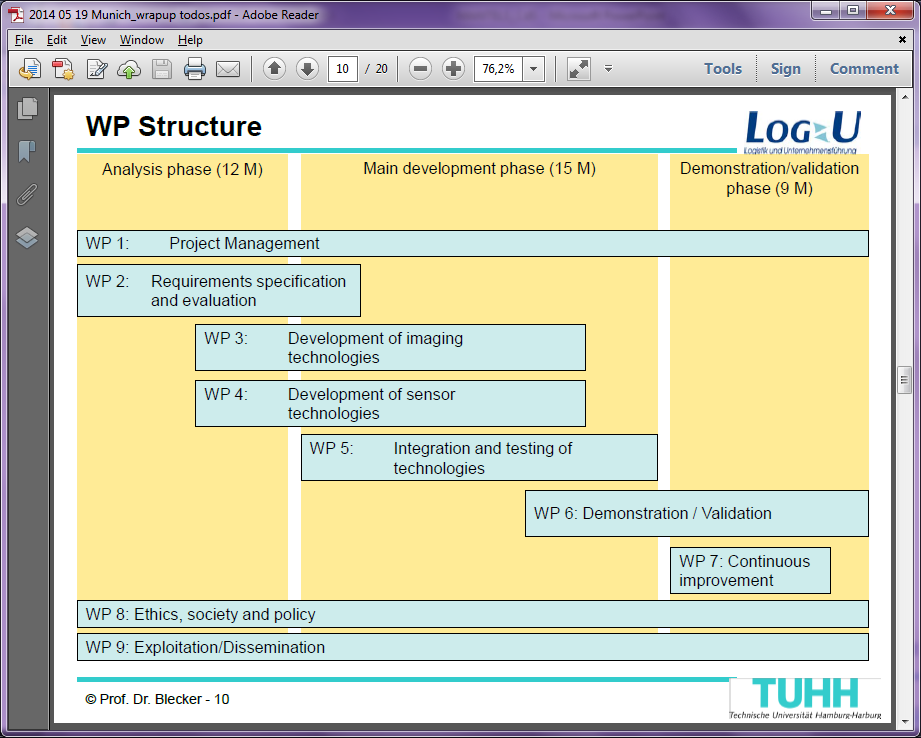 2014 05 19 Munich_wrapup todos.pdf - Adobe Reader
File Edit View Window Help
10 / 20 76,2% Tools Sign Comment
WP Structure
LOG U
Logistik und Unternehmensführung
Analysis phase (12 M)
Main development phase (15 M)
Demonstration/validation
phase (9 M)
WP 1: Project Management
WP 2: Requirements specification
and evaluation
WP 3: Development of imaging
technologies
WP 4: Development of sensor
technologies
WP 5: Integration and testing of
technologies
WP 6: Demonstration / Validation
WP 7: Continuous
improvement
WP 8: Ethics, society and policy
WP 9: Exploitation/Dissemination
© Prof. Dr. Blecker - 10
TUHH
Technische Universität Hamburg-Harburg